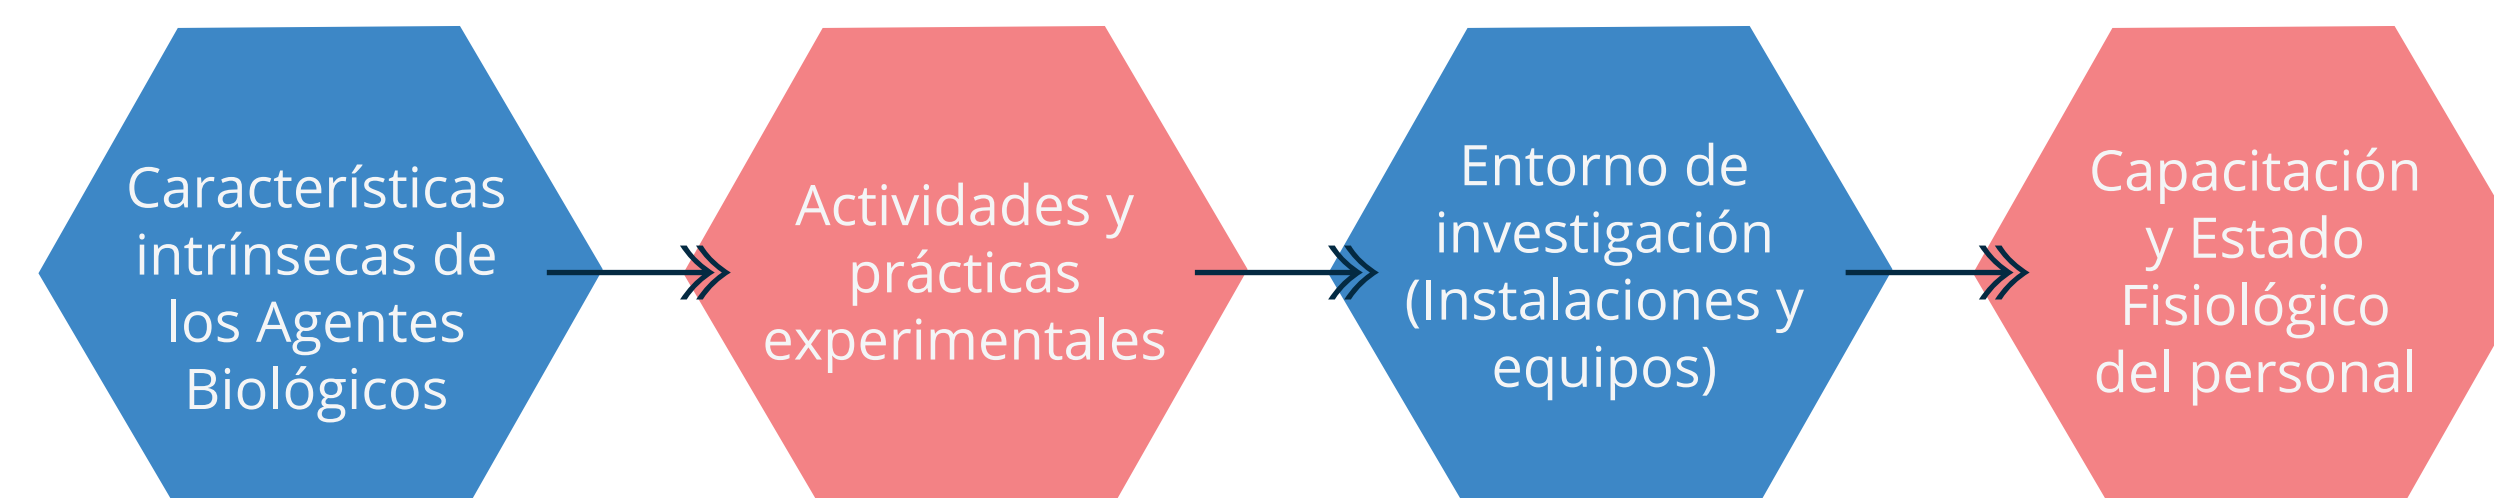 Características
intrínsecas de
los Agentes
Biológicos
Actividades y
prácticas
experimentales
Entorno de
investigación
(Instalaciones y
equipos)
Capacitación
y Estado
Fisiológico
del personal